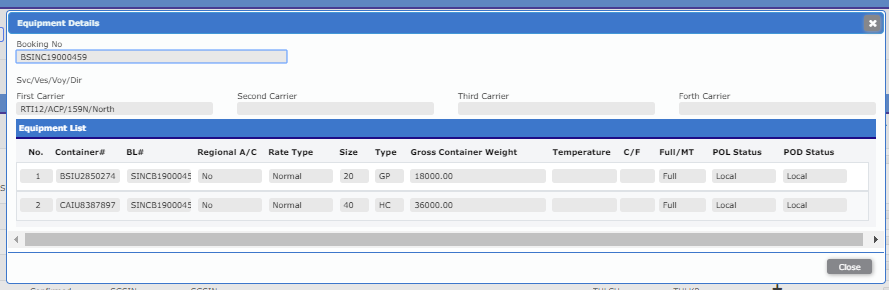 Equipment Details
Booking No
BSINC19000459
Svc/Ves/Voy/Dir
First Carrier Second Carrier Third Carrier Forth Carrier
RTI12/ACP/159N/North
Equipment List
No. Container# BL# Regional A/C Rate Type Size Type Gross Container Weight Temperature C/F Full/MT POL Status POD Status
1 BSIU2850274 SINCB1900045 No Normal 20 GP 18000.00 Full Local Local
2 CAIU8387897 SINCB1900045 No Normal 40 HC 36000.00 Full Local Local
Close